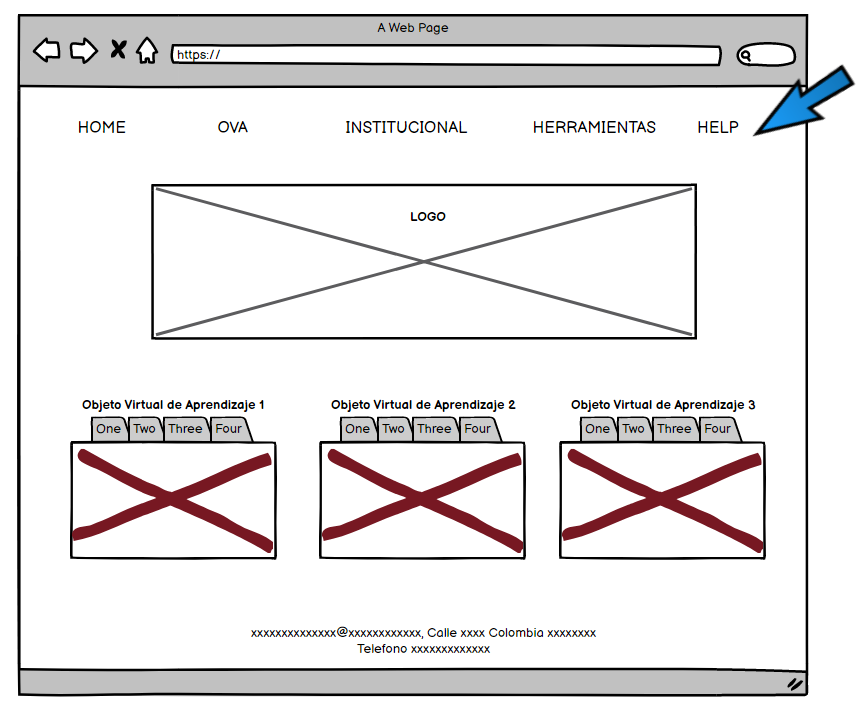 A Web Page
https://
HOME OVA INSTITUCIONAL HERRAMIENTAS HELP
LOGO
Objeto Virtual de Aprendizaje 1 Objeto Virtual de Aprendizaje 2 Objeto Virtual de Aprendizaje 3
One Two Three Four One Two Three Four One Two Three Four
xxxxxxxxxxxxxx@xxxxxxxxxxxx, Calle xxxx Colombia xxxxxxxx
Telefono xxxxxxxxxxxxx